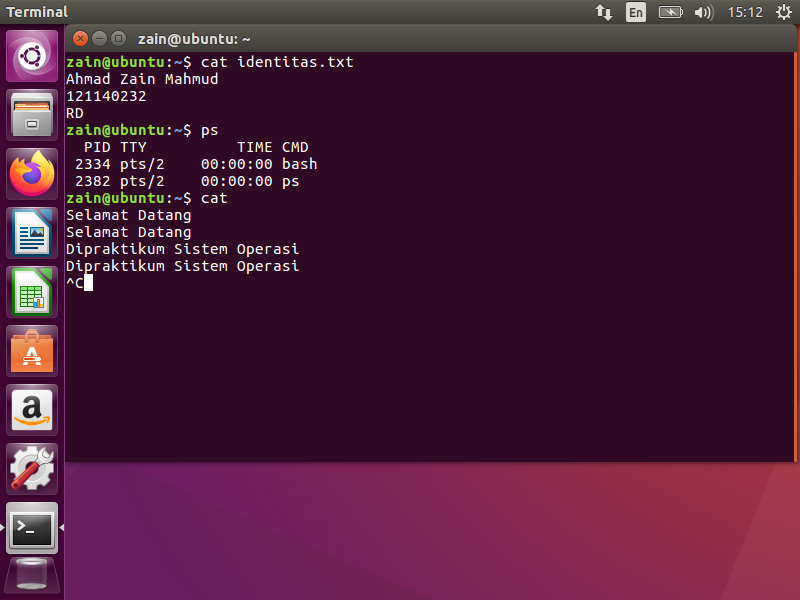 Terminal
En
15:12
zain@ubuntu: ~
zain@ubuntu:~$ cat identitas.txt
Ahmad Zain Mahmud
121140232
RD
zain@ubuntu:~$ ps
  PID TTY          TIME CMD
 2334 pts/2    00:00:00 bash
 2382 pts/2    00:00:00 ps
zain@ubuntu:~$ cat
Selamat Datang
Selamat Datang
Dipraktikum Sistem Operasi
Dipraktikum Sistem Operasi
^C
A
a
>_